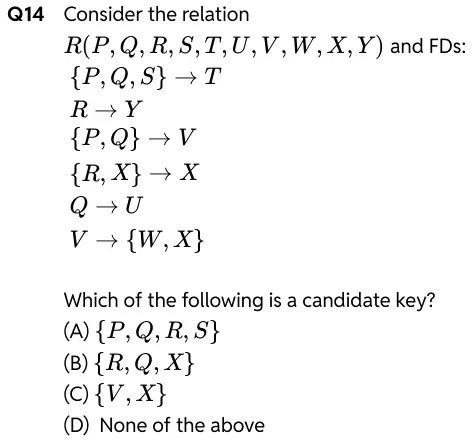 Q14 Consider the relation
R(P, Q, R, S, T, U, V, W, X, Y) and FDs:
{P, Q, S} → T
R → Y
{P, Q} → V
{R, X} → X
Q → U
V → {W, X}
Which of the following is a candidate key?
(A) {P, Q, R, S}
(B) {R, Q, X}
(C) {V, X}
(D) None of the above